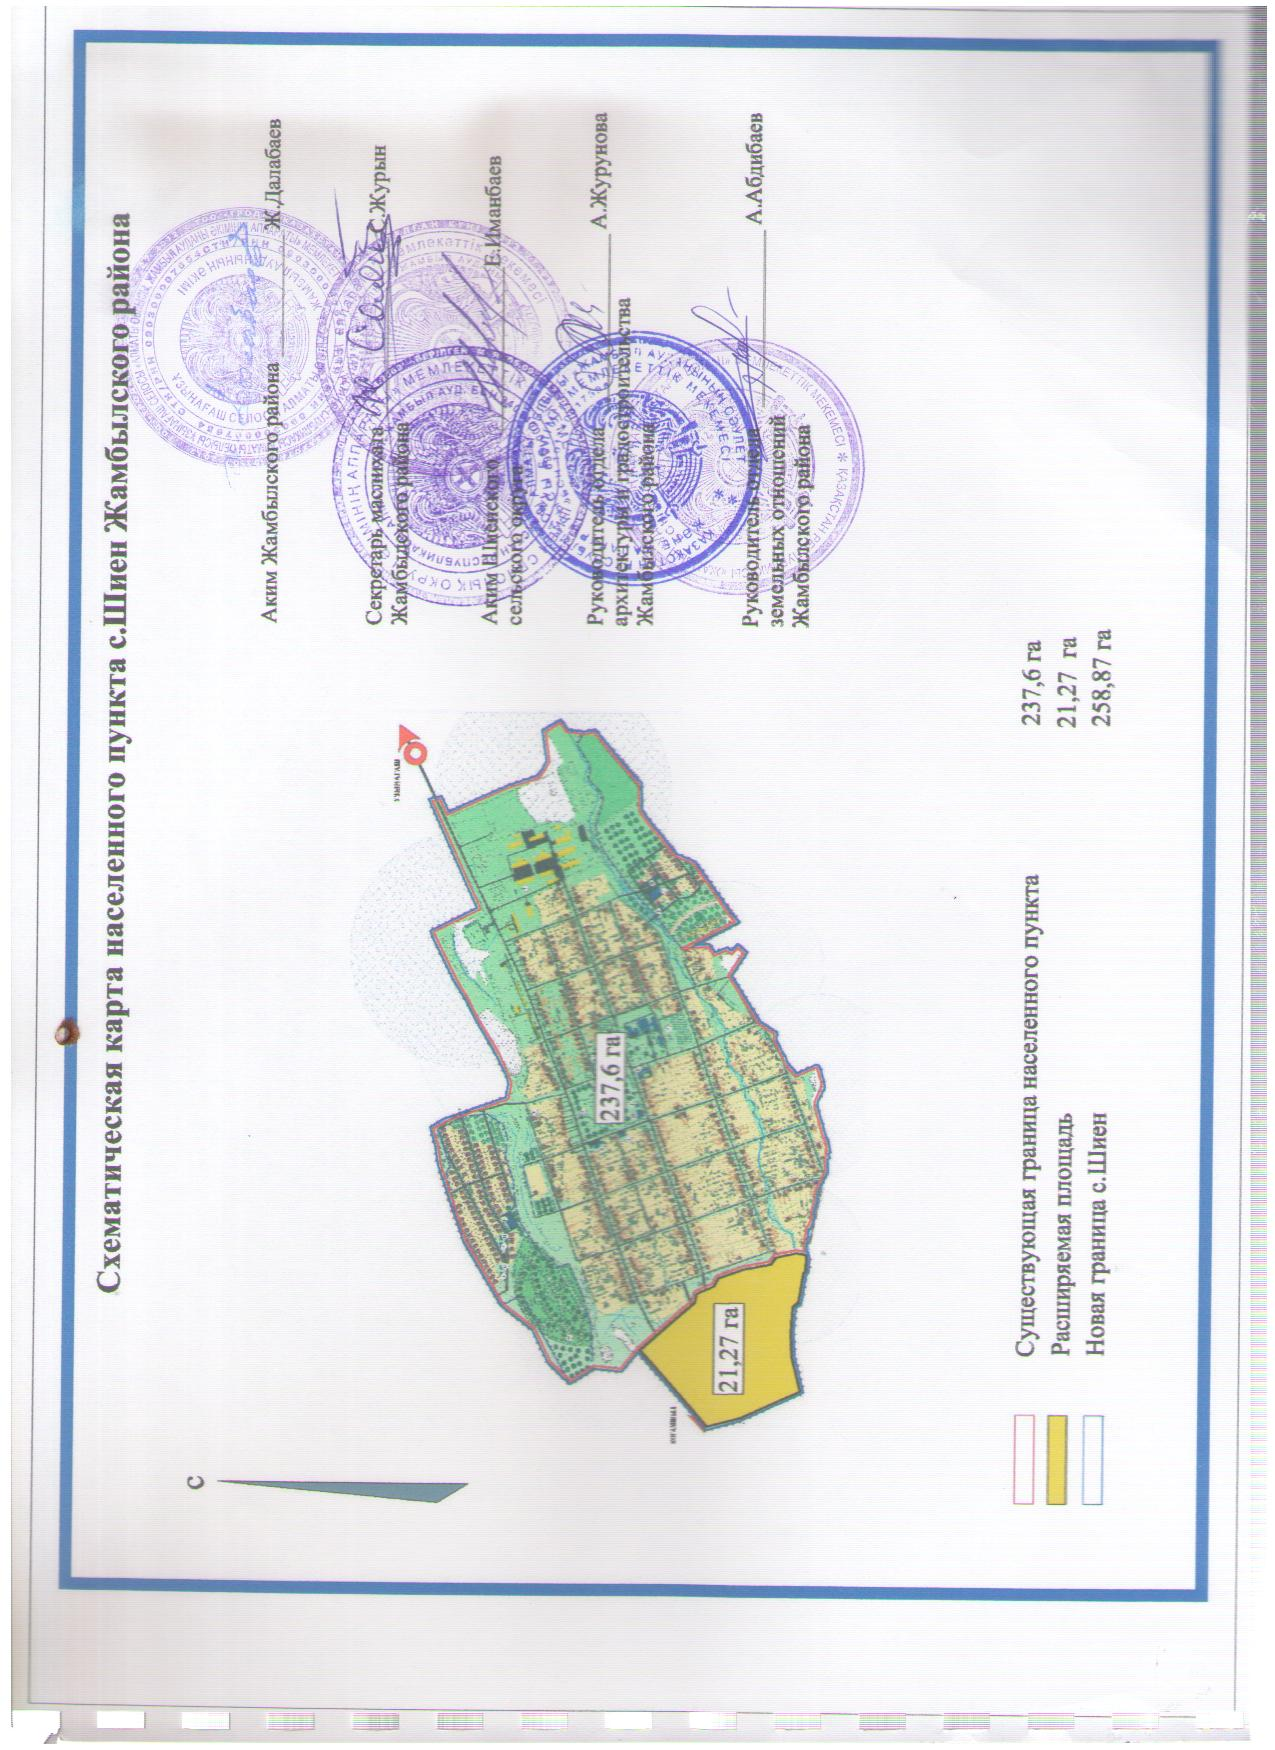 Схематическая карта населенного пункта с.Шиен Жамбылского района
Аким Жамбылского района Ж.Далабаев
Секретарь маслихата С.Журын
Жамбылского района
Аким Шиенского Е.Иманбаев
сельского округа
Руководитель отдела А.Журунова
архитектуры и градостроительства
Жамбылского района
Руководитель отдела А.Абдибаев
земельных отношений
Жамбылского района
С
УЗЫНАГАШ
237,6 га
21,27 га
Существующая граница населенного пункта 237,6 га
Расширяемая площадь 21,27 га
Новая граница с.Шиен 258,87 га